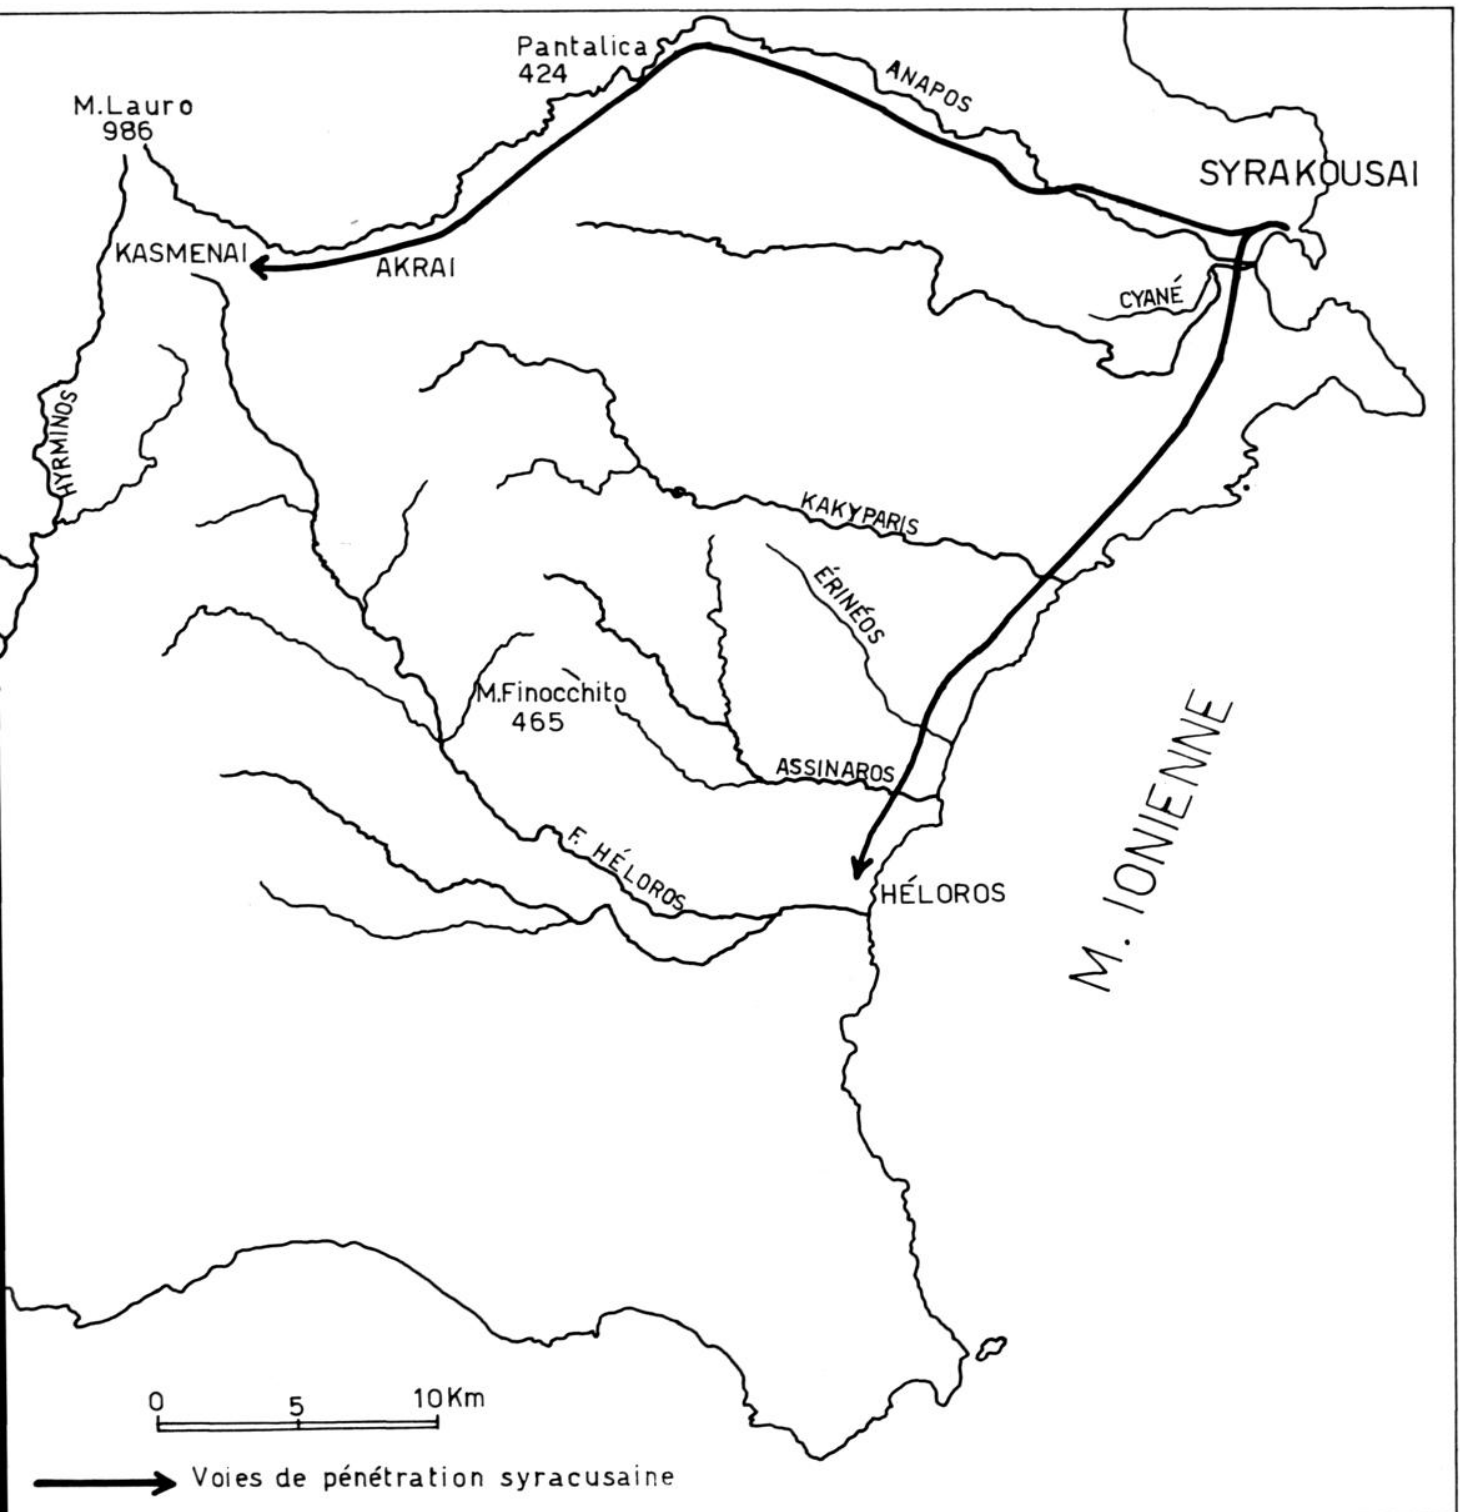 Pantalica
424
ANAPOS
M.Lauro
986
SYRAKOUSAI
KASMENAI
AKRAI
CYANÉ
HYRMINOS
KAKYPARIS
ÉRINÉOS
M.Finocchito
465
ASSINAROS
F. HÉLOROS
HÉLOROS
M. IONIENNE
0 5 10Km
Voies de pénétration syracusaine